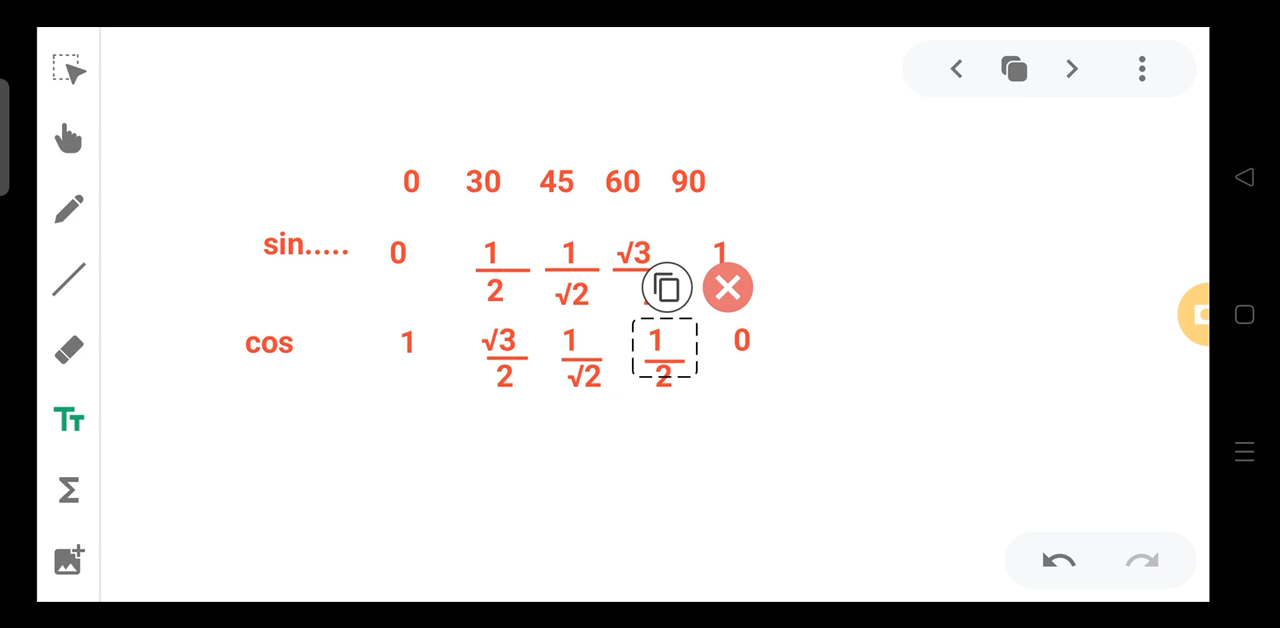 0 30 45 60 90
sin..... 0 1 1 √3 1
2 √2
cos 1 √3 1 1 0
2 √2 2
Tт
Σ